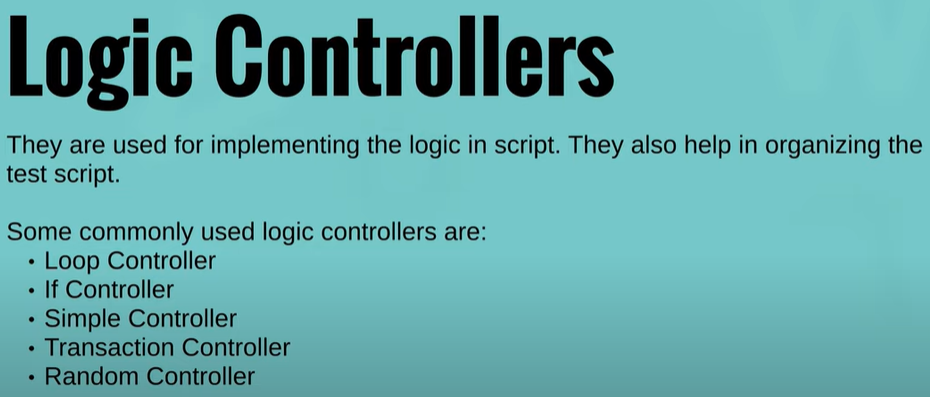 Logic Controllers
They are used for implementing the logic in script. They also help in organizing the
test script.
Some commonly used logic controllers are:
• Loop Controller
• If Controller
• Simple Controller
• Transaction Controller
• Random Controller